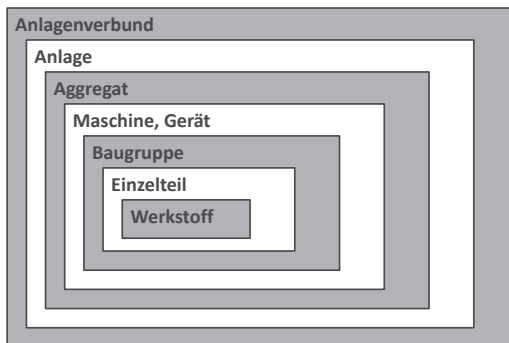 Anlagenverbund
Anlage
Aggregat
Maschine, Gerät
Baugruppe
Einzelteil
Werkstoff